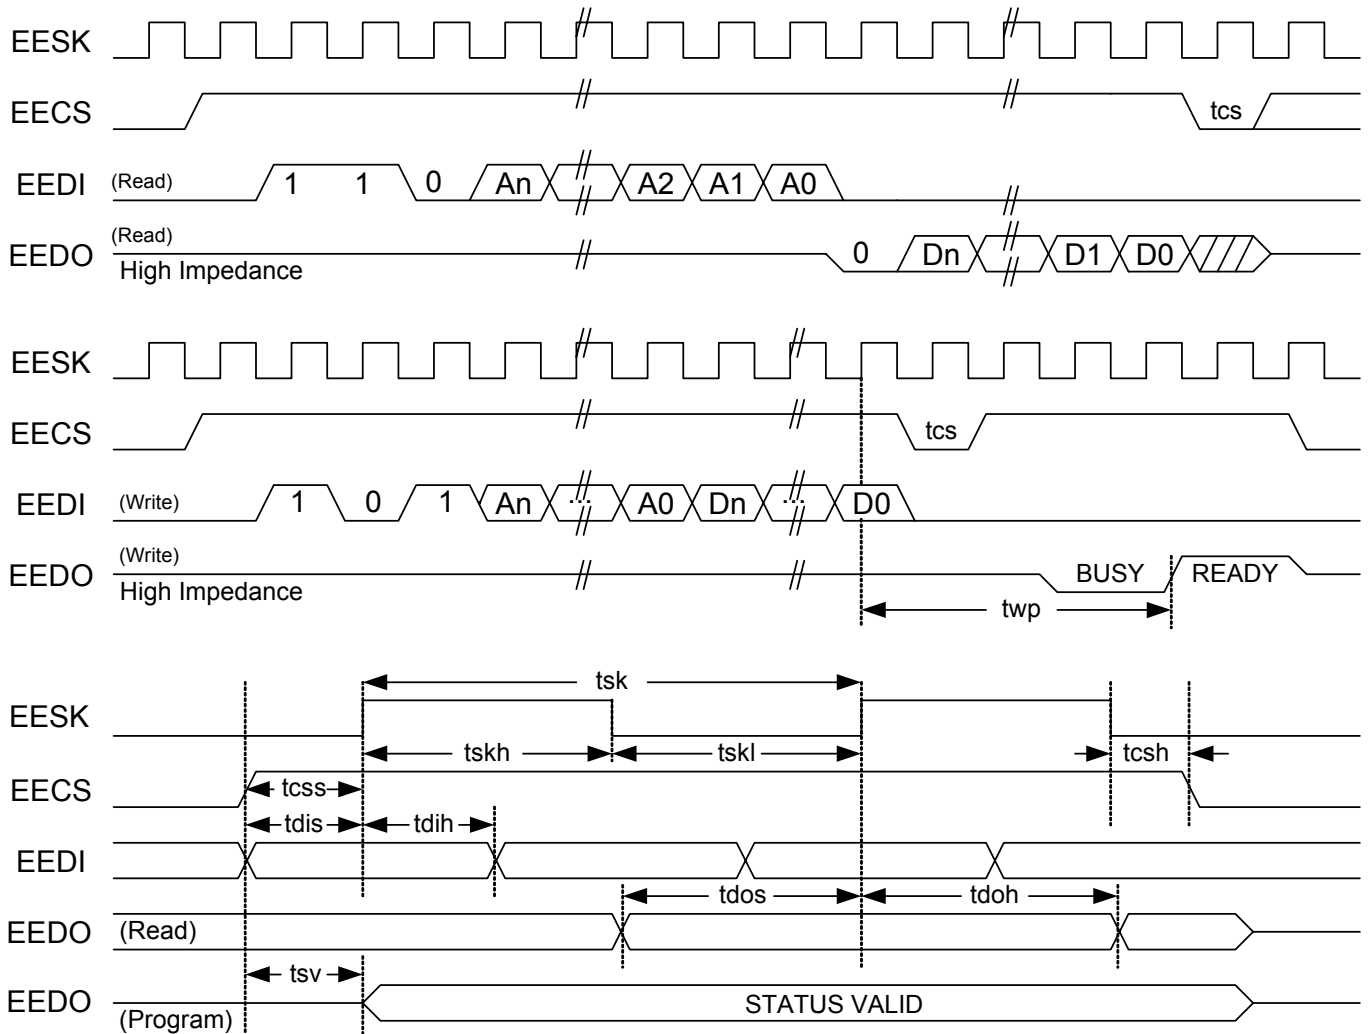 EESK
EECS tcs
EEDI (Read) 1 1 0 An A2 A1 A0
EEDO (Read) 0 Dn D1 D0
High Impedance
EESK
EECS tcs
EEDI (Write) 1 0 1 An ... A0 Dn ... D0
EEDO (Write) BUSY READY
High Impedance
twp
tsk
EESK
tskh tskl tcsh
EECS tcss
tdis tdih
EEDI
tdos tdoh
EEDO (Read)
tsv
EEDO STATUS VALID
(Program)